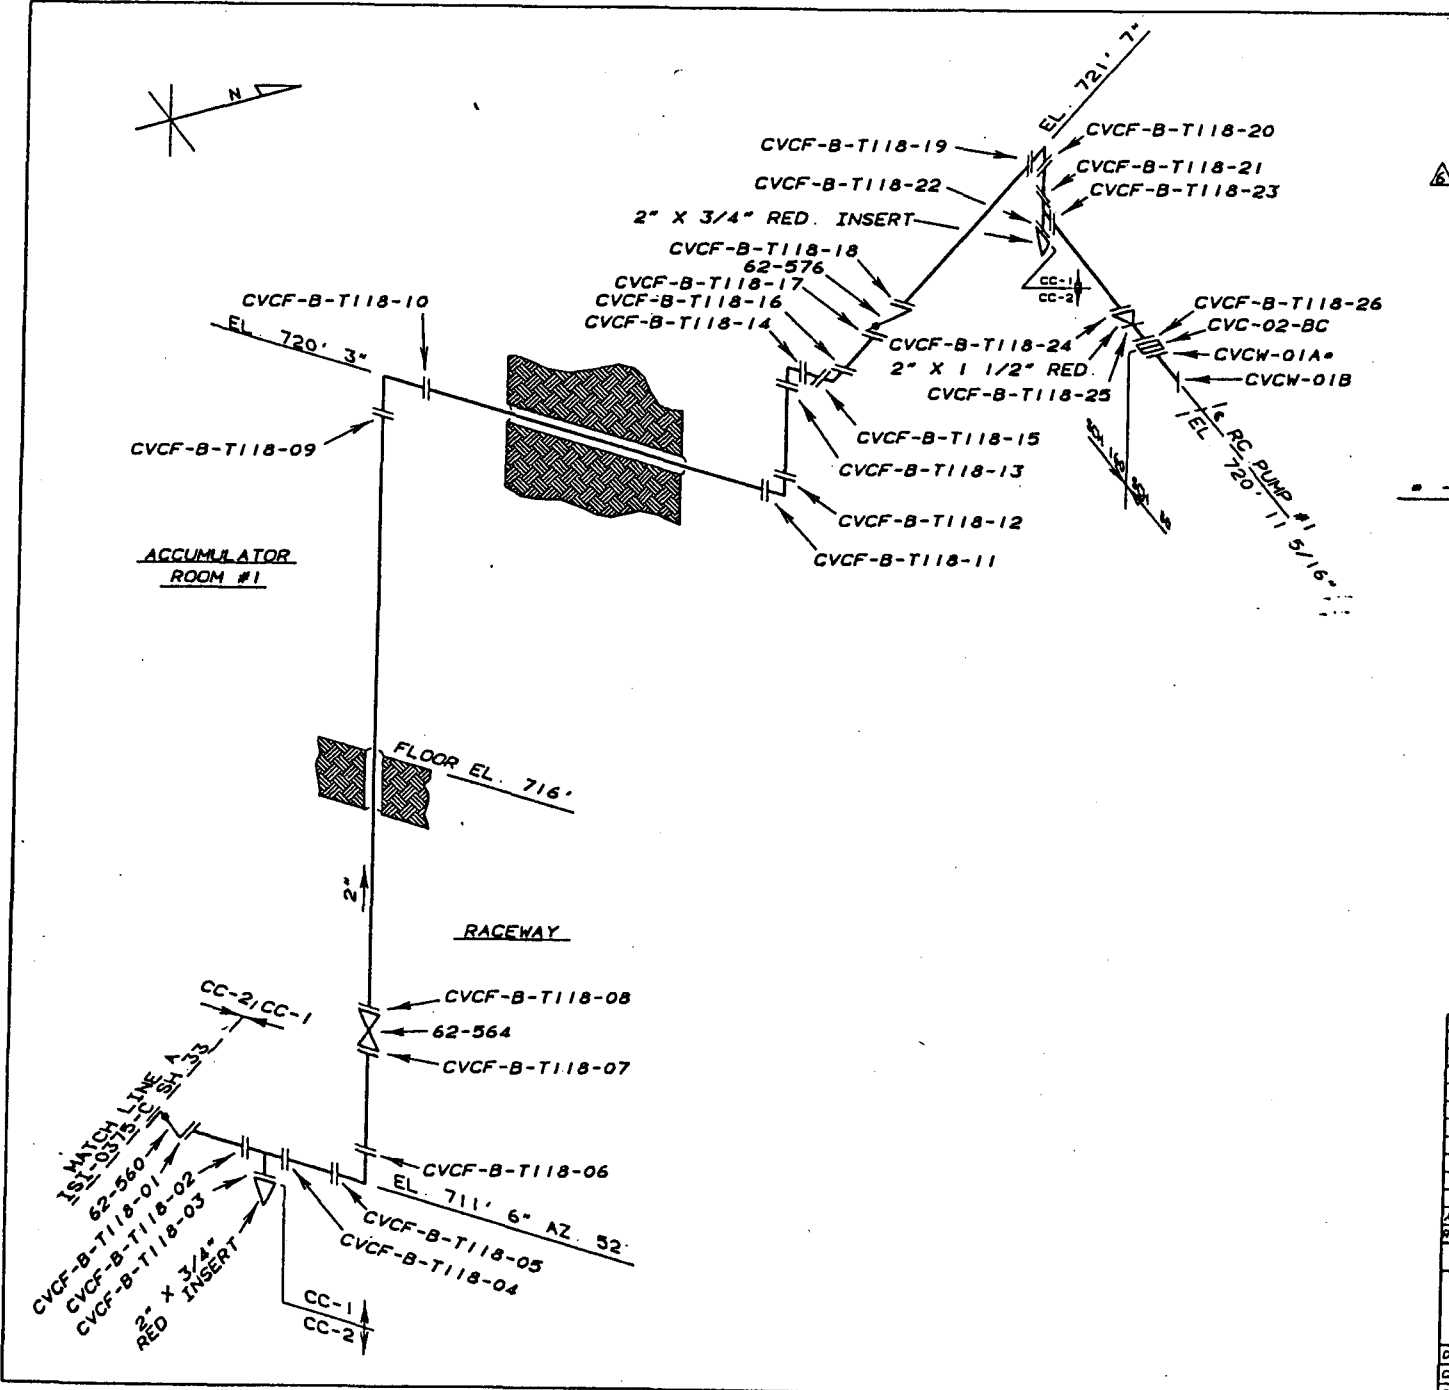 N
EL. 721' 7"
CVCF-B-T118-19
CVCF-B-T118-20
CVCF-B-T118-21
CVCF-B-T118-22
CVCF-B-T118-23
2" X 3/4" RED. INSERT
CVCF-B-T118-18
62-576
CVCF-B-T118-17
CVCF-B-T118-16
CVCF-B-T118-14
CC-1
CC-2
CVCF-B-T118-10
EL. 720' 3"
CVCF-B-T118-26
CVC-02-BC
CVCW-01A*
CVCW-01B
CVCF-B-T118-24
2" X 1 1/2" RED.
CVCF-B-T118-25
CVCF-B-T118-09
CVCF-B-T118-15
CVCF-B-T118-13
CVCF-B-T118-12
CVCF-B-T118-11
RC PUMP #1
EL. 720' 11 5/16"
ACCUMULATOR
ROOM #1
FLOOR EL. 716'
2"
RACEWAY
CVCF-B-T118-08
62-564
CVCF-B-T118-07
CC-2
CC-1
MATCH LINE A
ISI-0375-C SH 33
62-560
CVCF-B-T118-01
CVCF-B-T118-02
CVCF-B-T118-03
2" X 3/4"
RED INSERT
CVCF-B-T118-06
EL. 711' 6" AZ. 52
CVCF-B-T118-05
CVCF-B-T118-04
CC-1
CC-2